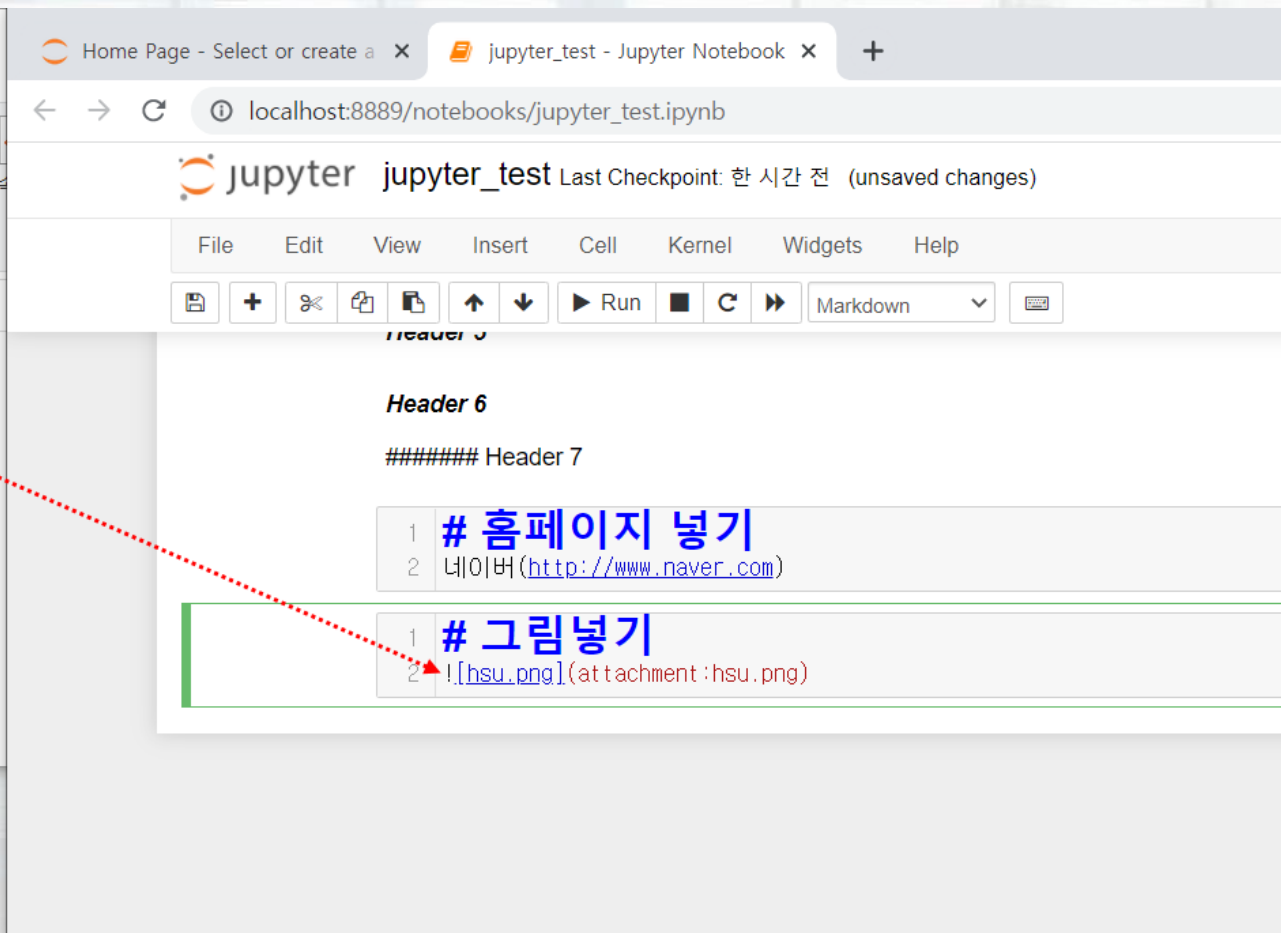 Home Page - Select or create a
jupyter_test - Jupyter Notebook
localhost:8889/notebooks/jupyter_test.ipynb
jupyter jupyter_test Last Checkpoint: 한 시간 전 (unsaved changes)
File Edit View Insert Cell Kernel Widgets Help
Run Markdown
Header 5
Header 6
####### Header 7
1 # 홈페이지 넣기
2 네이버(http://www.naver.com)
1 # 그림넣기
2 ![hsu.png](attachment:hsu.png)